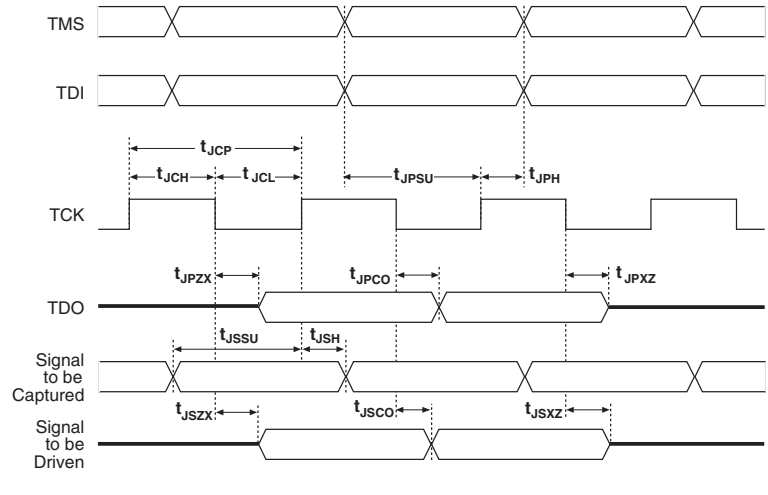 TMS
TDI
tJCP
tJCH
tJCL
tJPSU
tJPH
TCK
tJPZX
tJPCO
tJPXZ
TDO
tJSSU
tJSH
Signal
to be
Captured
tJSZX
tJSCO
tJSXZ
Signal
to be
Driven